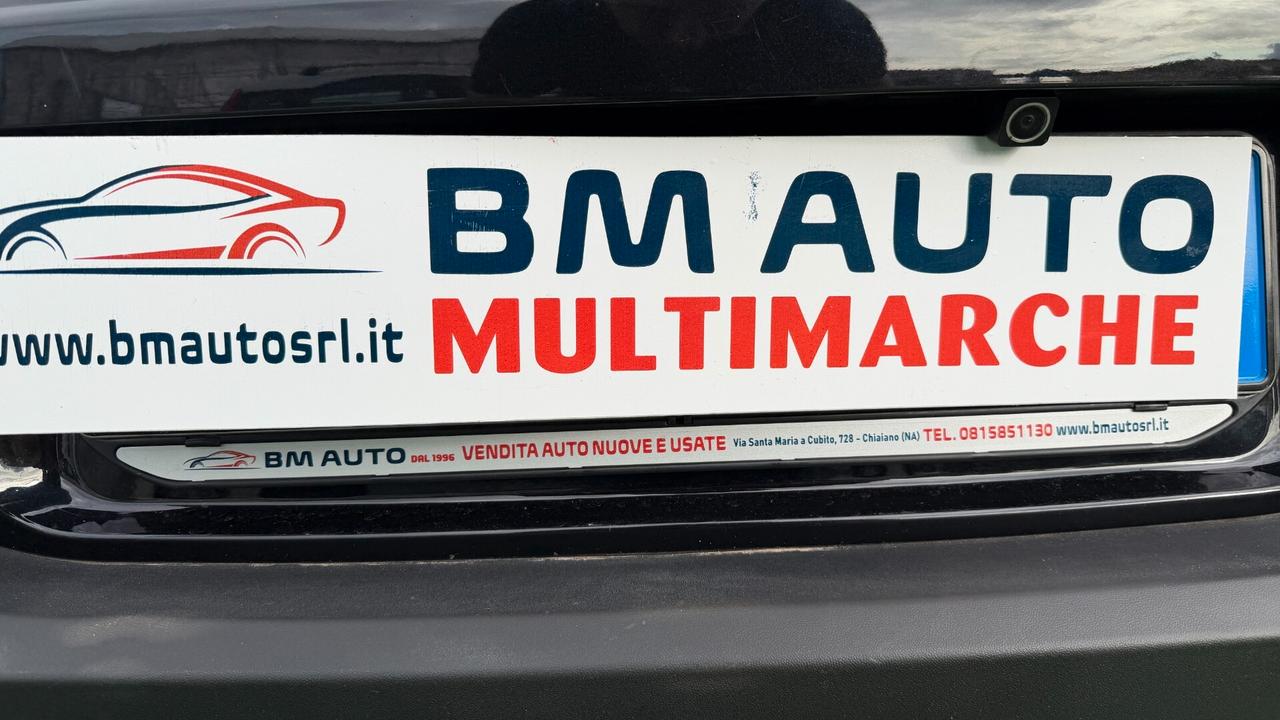 BM AUTO
www.bmautosrl.it MULTIMARCHE
BM AUTO DAL 1996 VENDITA AUTO NUOVE E USATE Via Santa Maria a Cubito, 728 - Chiaiano (NA) TEL. 0815851130 www.bmautosrl.it